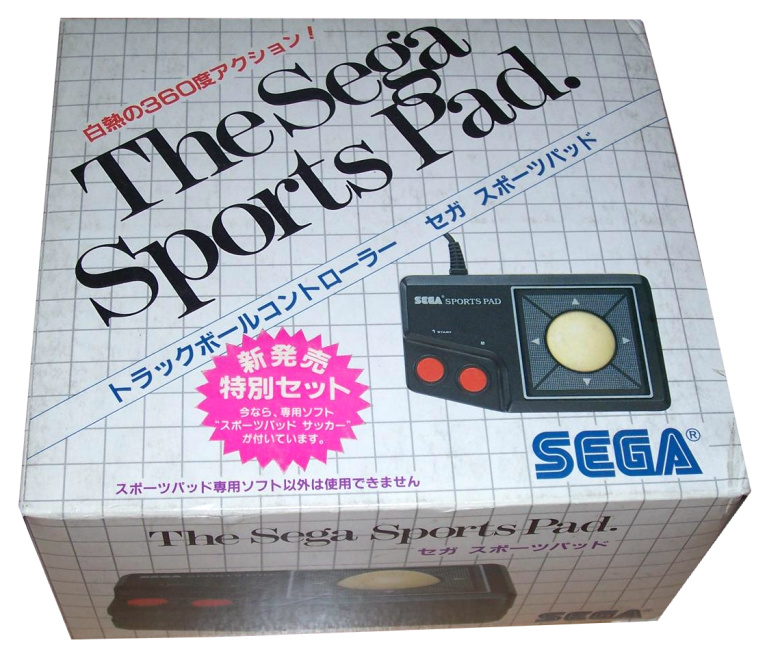 白熱の360度アクション!
The Sega
Sports Pad.
トラックボールコントローラー セガ スポーツパッド
SEGA® SPORTS PAD
1 START
2
新発売
特別セット
今なら、専用ソフト
"スポーツパッド サッカー"
が付いています。
SEGA®
スポーツパッド専用ソフト以外は使用できません
The Sega Sports Pad.
セガ スポーツパッド
SEGA
SEGA